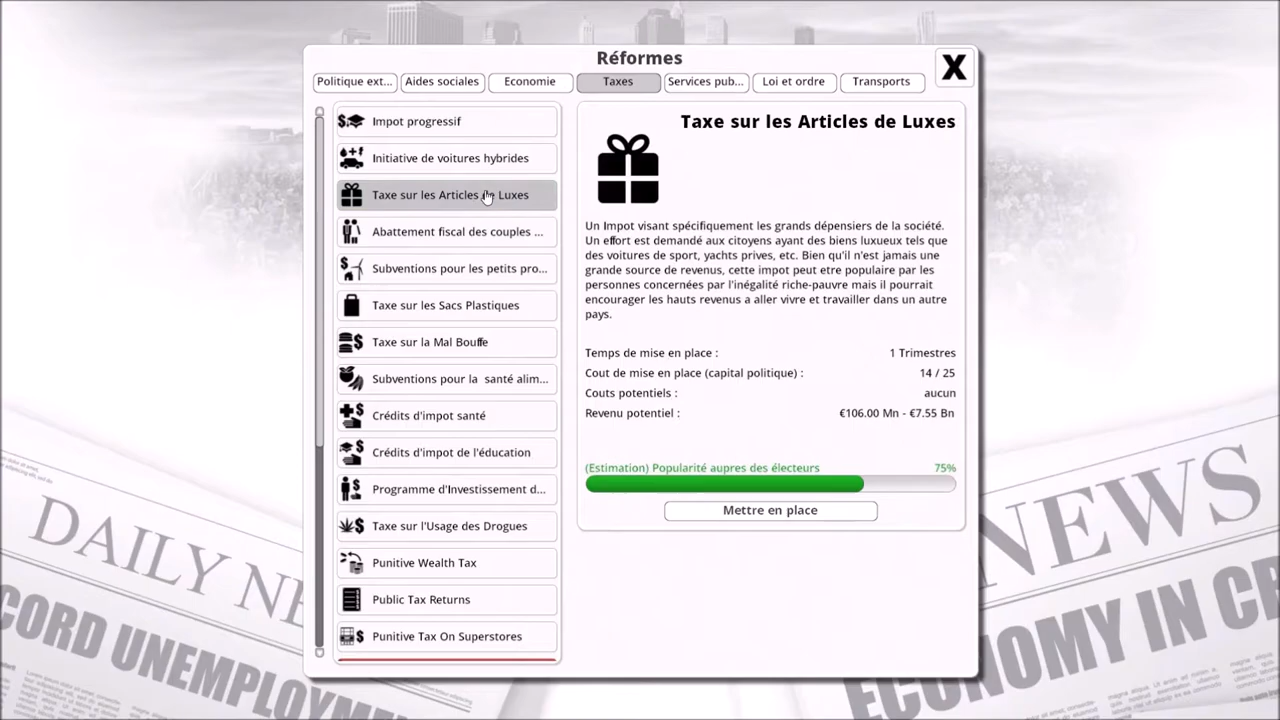 Réformes
X
Politique ext...
Aides sociales
Economie
Taxes
Services pub...
Loi et ordre
Transports
Impot progressif
Initiative de voitures hybrides
Taxe sur les Articles de Luxes
Abattement fiscal des couples ...
Subventions pour les petits pro...
Taxe sur les Sacs Plastiques
Taxe sur la Mal Bouffe
Subventions pour la  santé alim...
Crédits d'impot santé
Crédits d'impot de l'éducation
Programme d'Investissement d...
Taxe sur l'Usage des Drogues
Punitive Wealth Tax
Public Tax Returns
Punitive Tax On Superstores
Taxe sur les Articles de Luxes
Un Impot visant spécifiquement les grands dépensiers de la société.
Un effort est demandé aux citoyens ayant des biens luxueux tels que
des voitures de sport, yachts prives, etc. Bien qu'il n'est jamais une
grande source de revenus, cette impot peut etre populaire par les
personnes concernées par l'inégalité riche-pauvre mais il pourrait
encourager les hauts revenus a aller vivre et travailler dans un autre
pays.
Temps de mise en place : 1 Trimestres
Cout de mise en place (capital politique) : 14 / 25
Couts potentiels : aucun
Revenu potentiel : €106.00 Mn - €7.55 Bn
(Estimation) Popularité aupres des électeurs 75%
Mettre en place
DAILY NE
CORD UNEMPLOYM
NEWS
ECONOMY IN CR